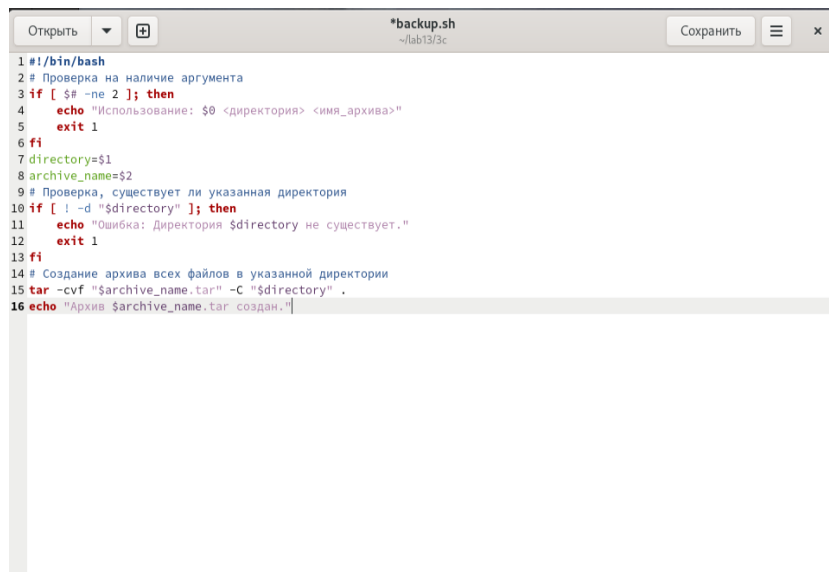 Открыть
*backup.sh
~/lab13/3c
Сохранить
1 #!/bin/bash
2 # Проверка на наличие аргумента
3 if [ $# -ne 2 ]; then
4     echo "Использование: $0 <директория> <имя_архива>"
5     exit 1
6 fi
7 directory=$1
8 archive_name=$2
9 # Проверка, существует ли указанная директория
10 if [ ! -d "$directory" ]; then
11     echo "Ошибка: Директория $directory не существует."
12     exit 1
13 fi
14 # Создание архива всех файлов в указанной директории
15 tar -cvf "$archive_name.tar" -C "$directory" .
16 echo "Архив $archive_name.tar создан."